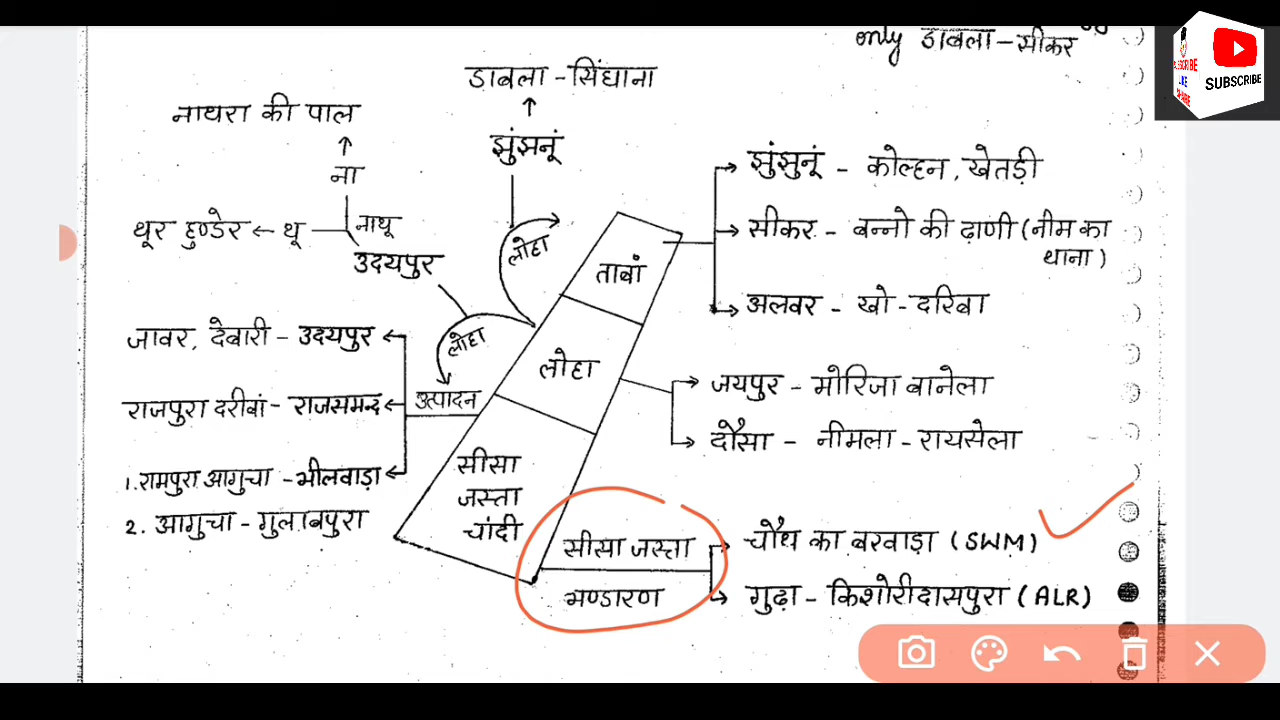 only डाबला - सीकर
SUBSCRIBE
LIKE
SUBSCRIBE
डाबला - सिंघाना
नाथरा की पाल
झुंझनूं
ना
झुंझुनूं - कोल्हन, खेतड़ी
थूर हुण्डेर ← थू — नाथू
सीकर - बन्नो की ढ़ाणी (नीम का
थाना)
उदयपुर
लोहा
ताबां
अलवर - खो - दरिबा
जावर, देबारी - उदयपुर
लोहा
लोहा
जयपुर - मोरिजा बानेला
राजपुरा दरीबां - राजसमन्द
उत्पादन
दौसा - नीमला - रायसेला
1. रामपुरा आगुचा - भीलवाड़ा
सीसा
जस्ता
चांदी
2. आगुचा - गुलाबपुरा
सीसा जस्ता
भण्डारण
चौथ का बरवाड़ा (SWM)
गुढ़ा - किशोरीदासपुरा (ALR)